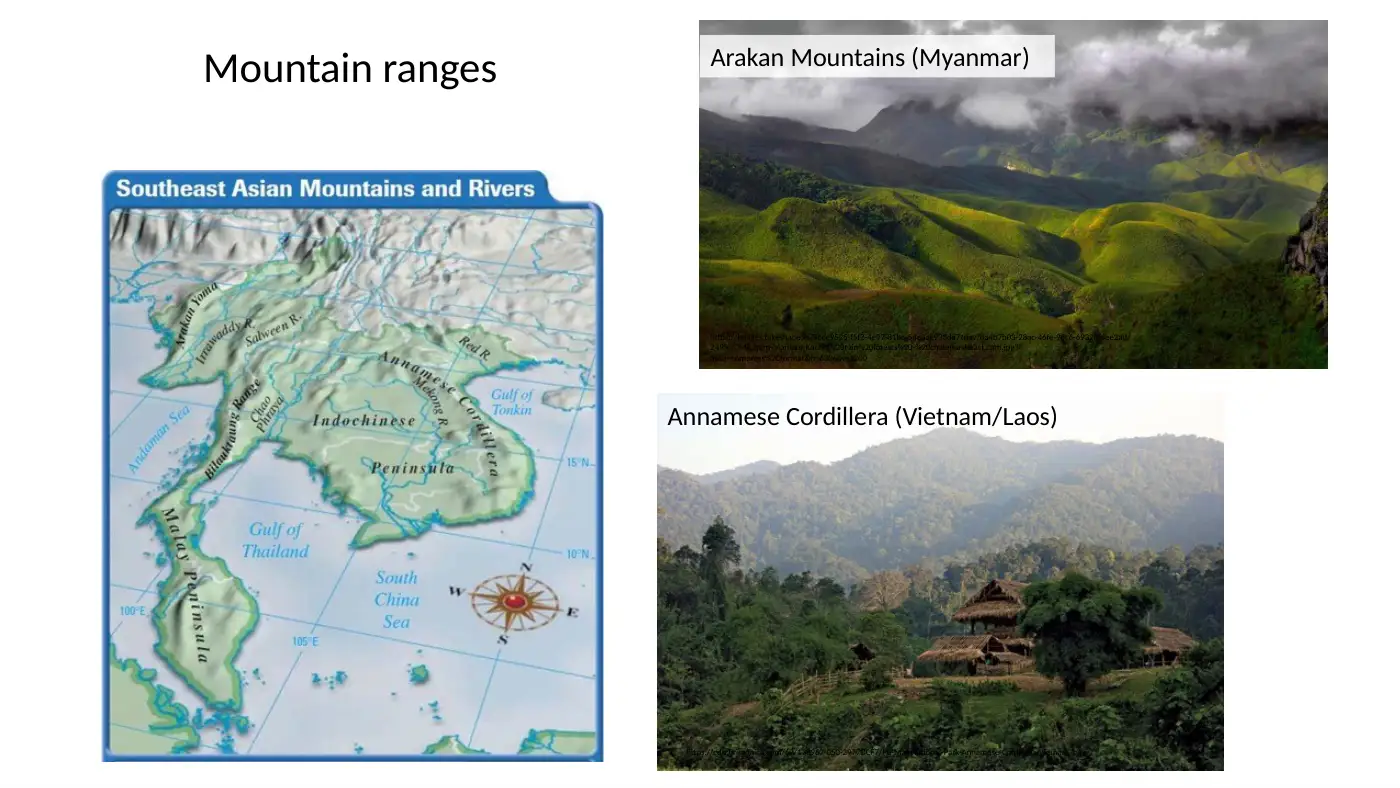 Mountain ranges
Arakan Mountains (Myanmar)
Southeast Asian Mountains and Rivers
Arakan Yoma
Irrawaddy R.
Salween R.
Red R.
Annamese Cordillera
Mekong R.
Gulf of
Tonkin
Bilauktaung Range
Chao
Phraya
Andaman Sea
Indochinese
Peninsula
15°N
Malay Peninsula
Gulf of
Thailand
10°N
South
China
Sea
N
W
E
S
100°E
105°E
Annamese Cordillera (Vietnam/Laos)